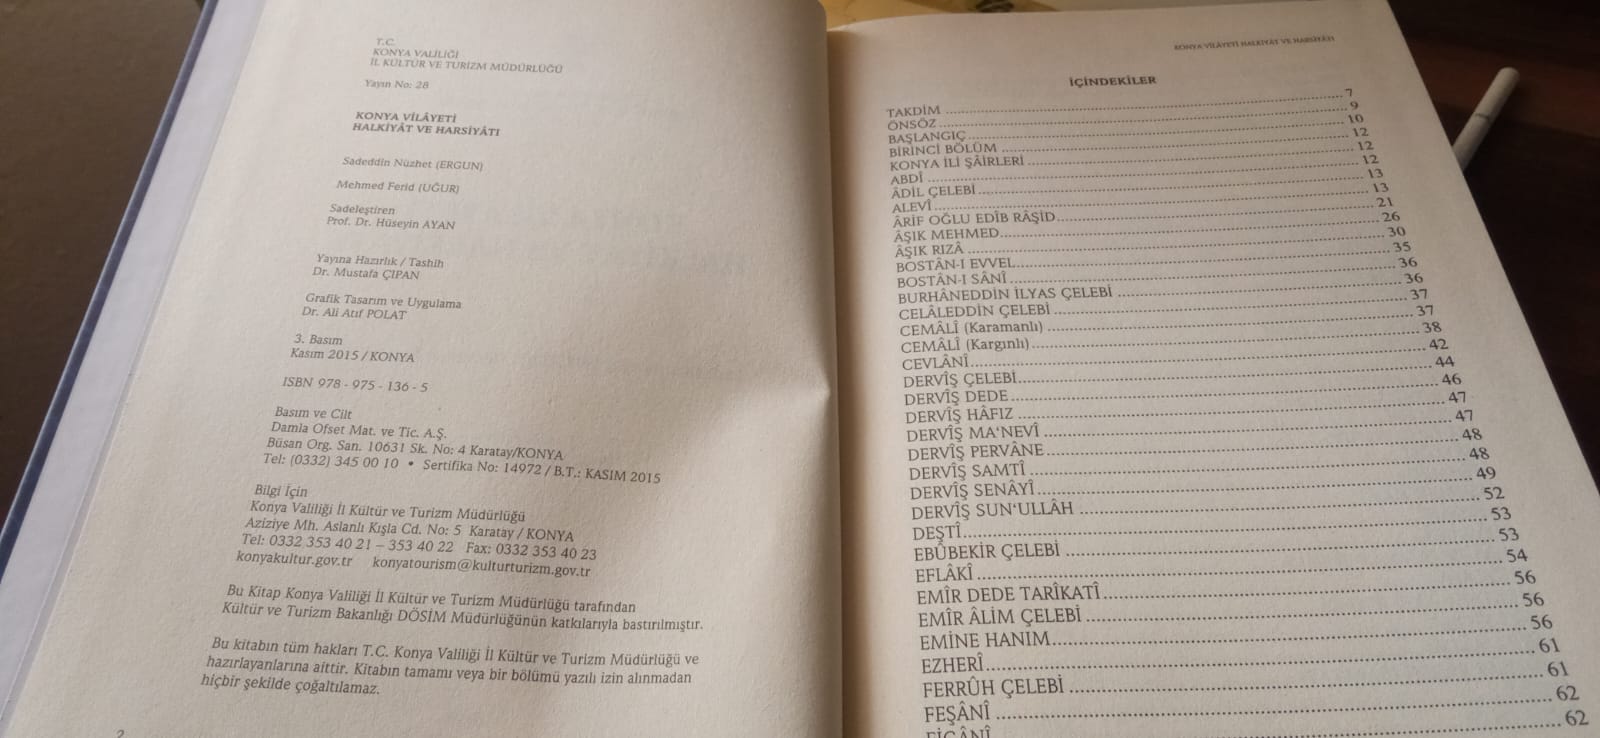 T.C.
KONYA VALİLİĞİ
İL KÜLTÜR VE TURİZM MÜDÜRLÜĞÜ
Yayın No: 28
KONYA VİLÂYETİ
HALKİYÂT VE HARSİYÂTI
Sadeddin Nüzhet (ERGUN)
Mehmed Ferid (UĞUR)
Sadeleştiren
Prof. Dr. Hüseyin AYAN
Yayına Hazırlık / Tashih
Dr. Mustafa ÇIPAN
Grafik Tasarım ve Uygulama
Dr. Ali Atıf POLAT
3. Basım
Kasım 2015 / KONYA
ISBN 978 - 975 - 136 - 5
Basım ve Cilt
Damla Ofset Mat. ve Tic. A.Ş.
Büsan Org. San. 10631 Sk. No: 4 Karatay/KONYA
Tel: (0332) 345 00 10 • Sertifika No: 14972 / B.T.: KASIM 2015
Bilgi İçin
Konya Valiliği İl Kültür ve Turizm Müdürlüğü
Aziziye Mh. Aslanlı Kışla Cd. No: 5 Karatay / KONYA
Tel: 0332 353 40 21 – 353 40 22 Fax: 0332 353 40 23
konyakultur.gov.tr konyatourism@kulturturizm.gov.tr
Bu Kitap Konya Valiliği İl Kültür ve Turizm Müdürlüğü tarafından
Kültür ve Turizm Bakanlığı DÖSİM Müdürlüğünün katkılarıyla bastırılmıştır.
Bu kitabın tüm hakları T.C. Konya Valiliği İl Kültür ve Turizm Müdürlüğü ve
hazırlayanlarına aittir. Kitabın tamamı veya bir bölümü yazılı izin alınmadan
hiçbir şekilde çoğaltılamaz.
2
KONYA VİLÂYETİ HALKİYÂT VE HARSİYÂTI
İÇİNDEKİLER
TAKDİM 7
ÖNSÖZ 9
BAŞLANGIÇ 10
BİRİNCİ BÖLÜM 12
KONYA İLİ ŞÂİRLERİ 12
ABDÎ 12
ÂDİL ÇELEBİ 13
ALEVÎ 13
ÂRİF OĞLU EDÎB RÂŞİD 21
ÂŞIK MEHMED 26
ÂŞIK RIZÂ 30
BOSTÂN-I EVVEL 35
BOSTÂN-I SÂNÎ 36
BURHÂNEDDİN İLYAS ÇELEBİ 36
CELÂLEDDİN ÇELEBİ 37
CEMÂLÎ (Karamanlı) 37
CEMÂLÎ (Kargınlı) 38
CEVLÂNÎ 42
DERVÎŞ ÇELEBİ 44
DERVÎŞ DEDE 46
DERVÎŞ HÂFIZ 47
DERVÎŞ MA‘NEVÎ 47
DERVÎŞ PERVÂNE 48
DERVÎŞ SAMTÎ 48
DERVÎŞ SENÂYÎ 49
DERVÎŞ SUN‘ULLÂH 52
DEŞTÎ 53
EBÛBEKİR ÇELEBİ 53
EFLÂKÎ 54
EMÎR DEDE TARÎKATÎ 56
EMÎR ÂLİM ÇELEBİ 56
EMİNE HANIM 56
EZHERÎ 61
FERRÛH ÇELEBİ 61
FEŞÂNÎ 62
FİGÂNÎ 62